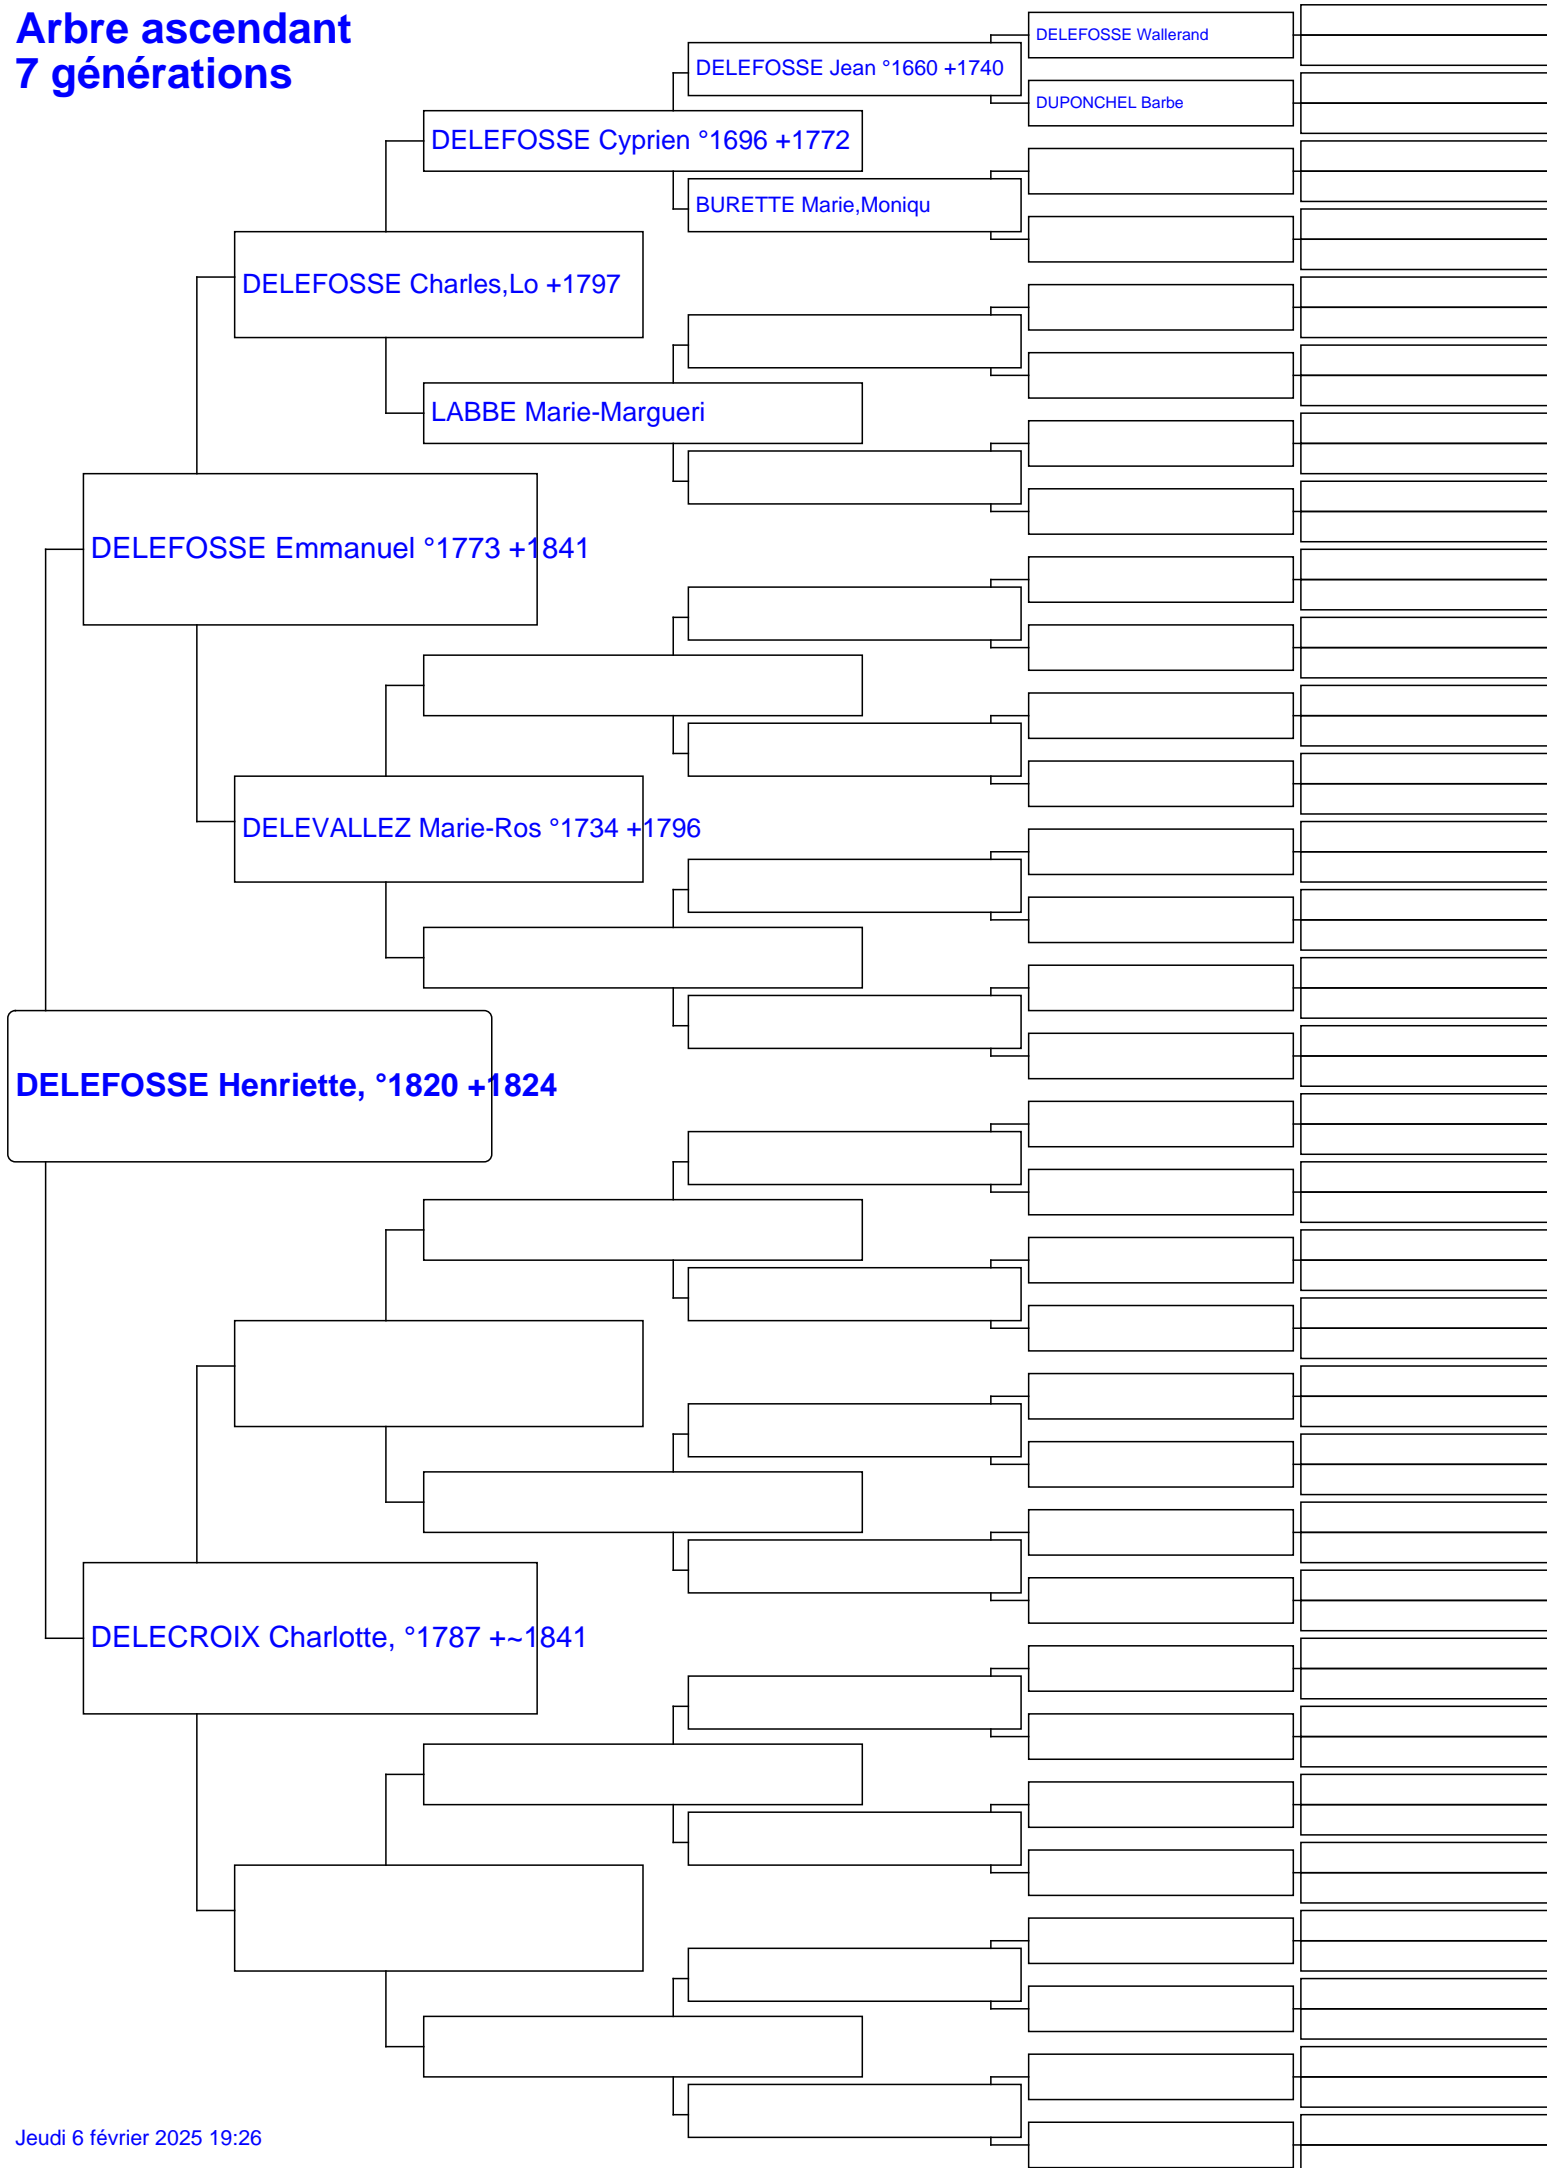 Arbre ascendant
7 générations
DELEFOSSE Wallerand
DELEFOSSE Jean °1660 +1740
DUPONCHEL Barbe
DELEFOSSE Cyprien °1696 +1772
BURETTE Marie,Moniqu
DELEFOSSE Charles,Lo +1797
LABBE Marie-Margueri
DELEFOSSE Emmanuel °1773 +1841
DELEVALLEZ Marie-Ros °1734 +1796
DELEFOSSE Henriette, °1820 +1824
DELECROIX Charlotte, °1787 +~1841
Jeudi 6 février 2025 19:26